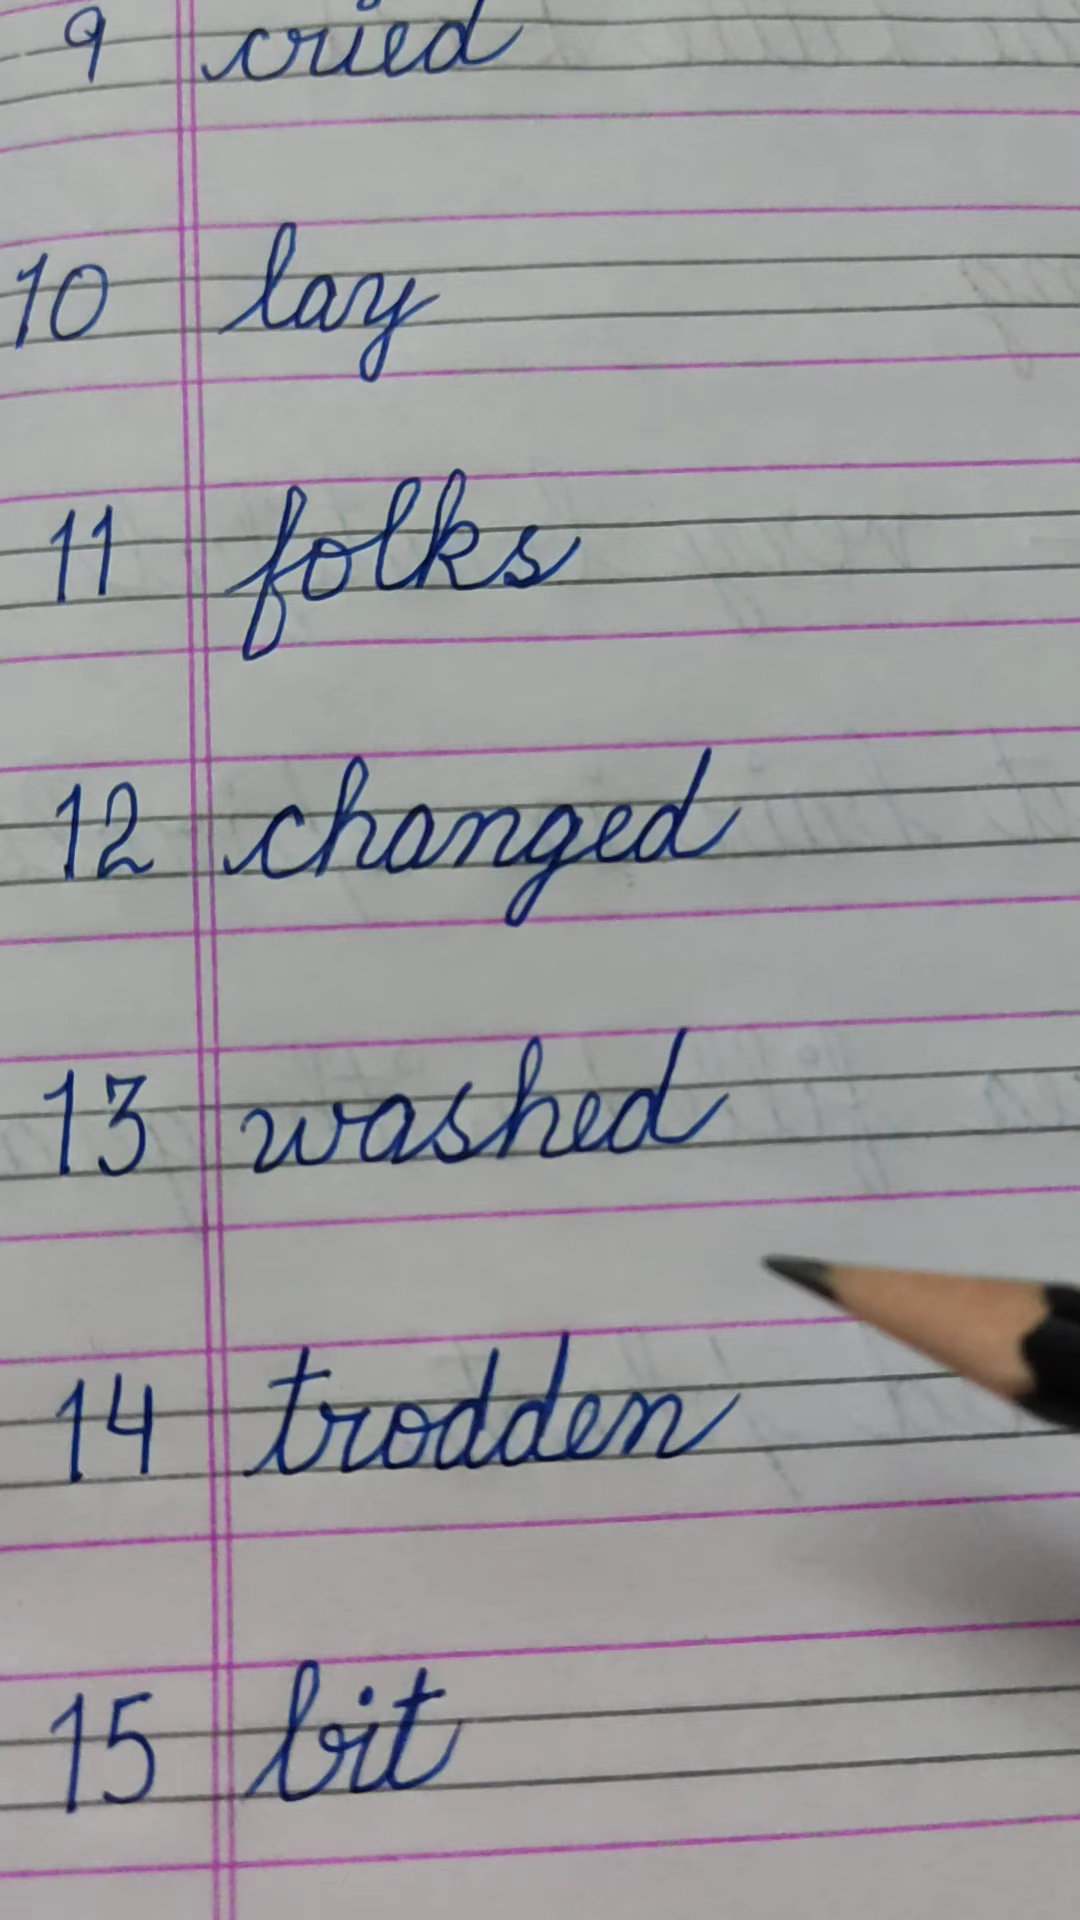 9 cried
10 lay
11 folks
12 changed
13 washed
14 trodden
15 bit